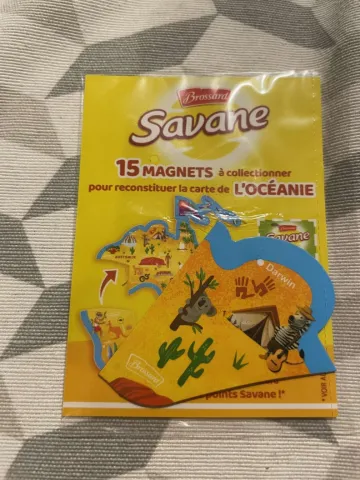 Brossard
Savane
15 MAGNETS à collectionner
pour reconstituer la carte de L'OCÉANIE
Savane
Darwin
Brossard
points Savane !*